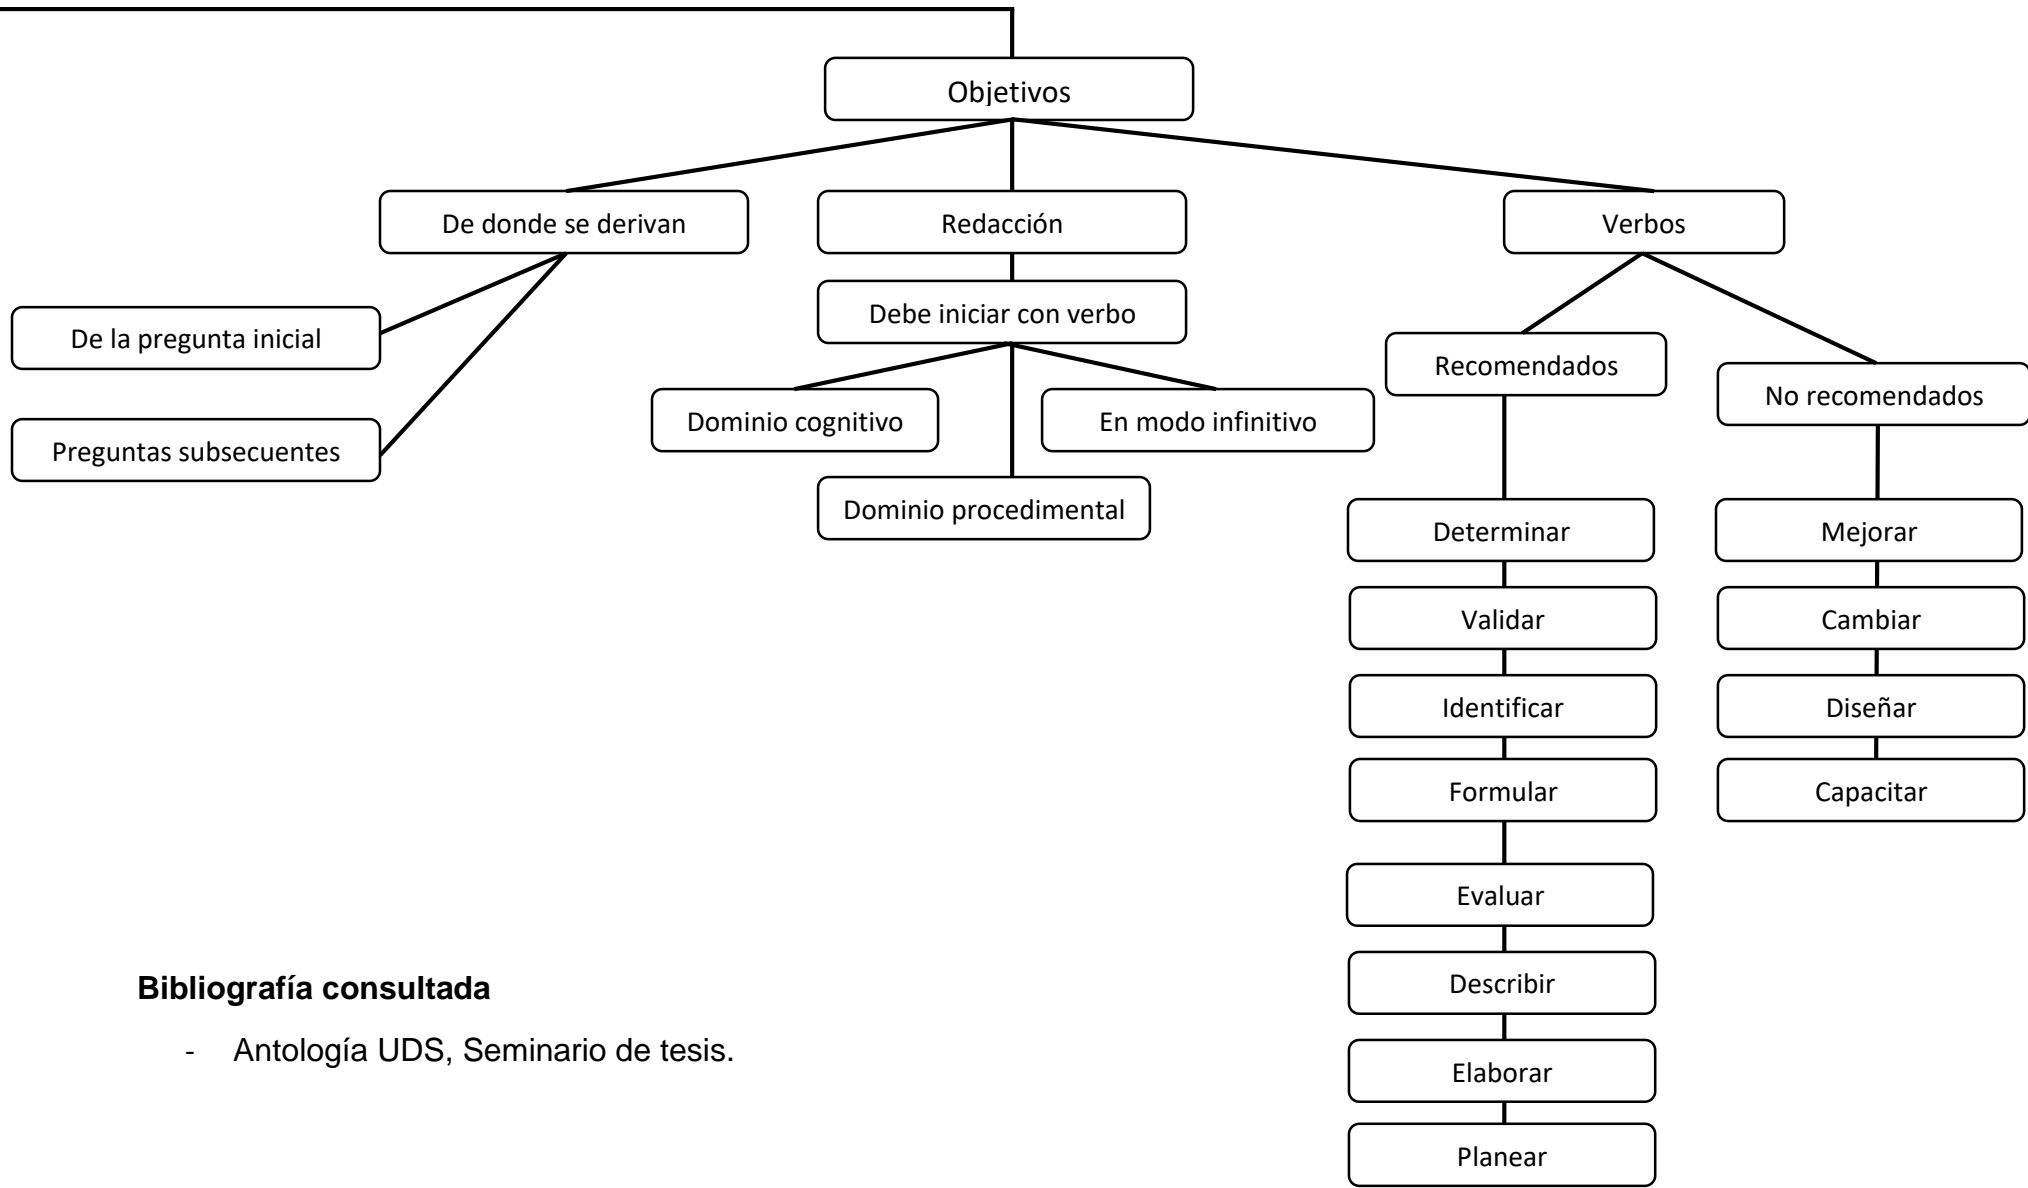 Objetivos
De donde se derivan
Redacción
Verbos
De la pregunta inicial
Debe iniciar con verbo
Recomendados
No recomendados
Preguntas subsecuentes
Dominio cognitivo
En modo infinitivo
Dominio procedimental
Determinar
Mejorar
Validar
Cambiar
Identificar
Diseñar
Formular
Capacitar
Evaluar
Describir
Elaborar
Planear
Bibliografía consultada
- Antología UDS, Seminario de tesis.